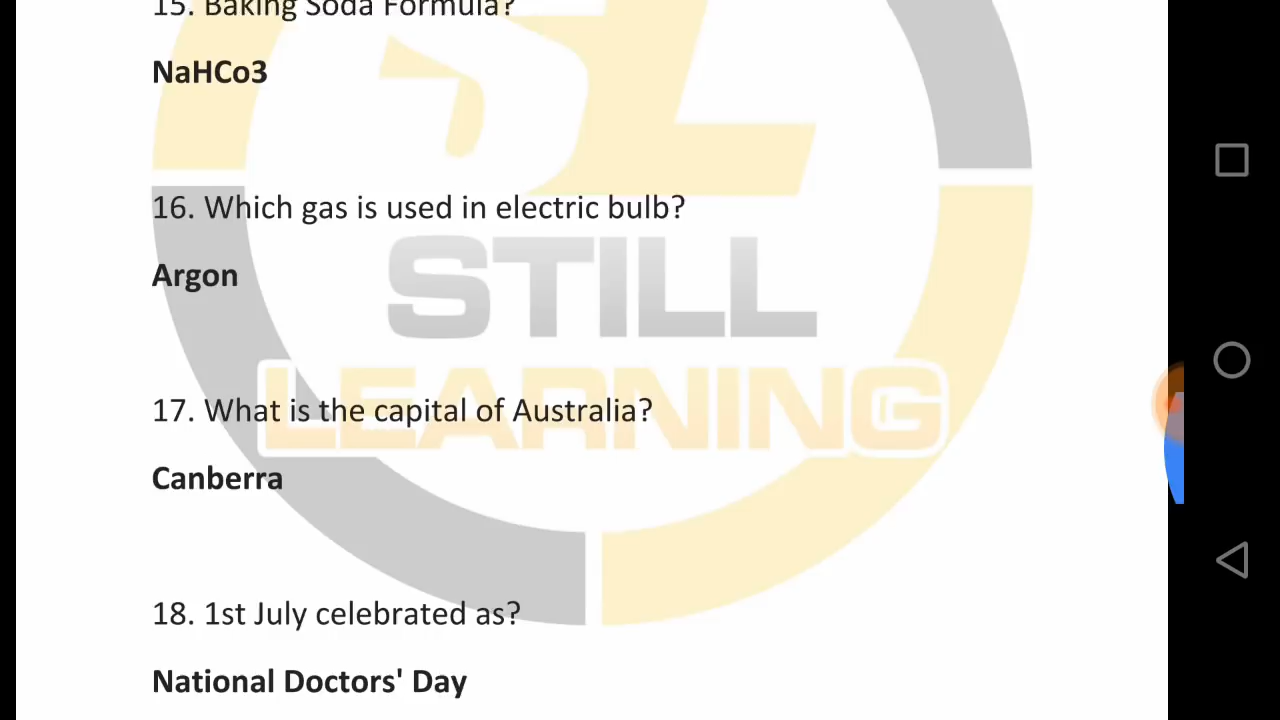 15. Baking Soda Formula?
NaHCo3
16. Which gas is used in electric bulb?
Argon
STILL
LEARNING
17. What is the capital of Australia?
Canberra
18. 1st July celebrated as?
National Doctors' Day